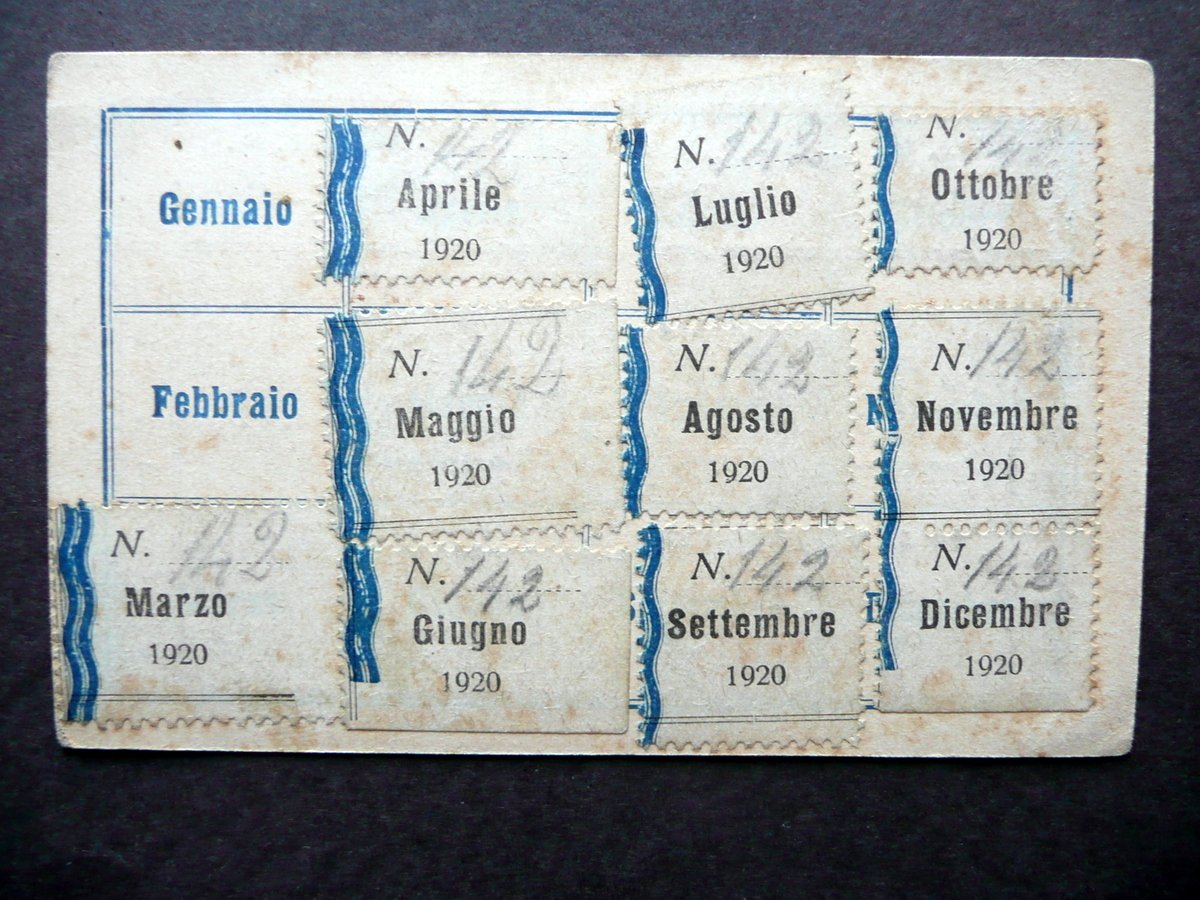 Gennaio
Febbraio
N. 142
Marzo
1920
N. 142
Aprile
1920
N. 142
Maggio
1920
N. 142
Giugno
1920
N. 142
Luglio
1920
N. 142
Agosto
1920
N. 142
Settembre
1920
N. 142
Ottobre
1920
N. 142
Novembre
1920
N. 142
Dicembre
1920